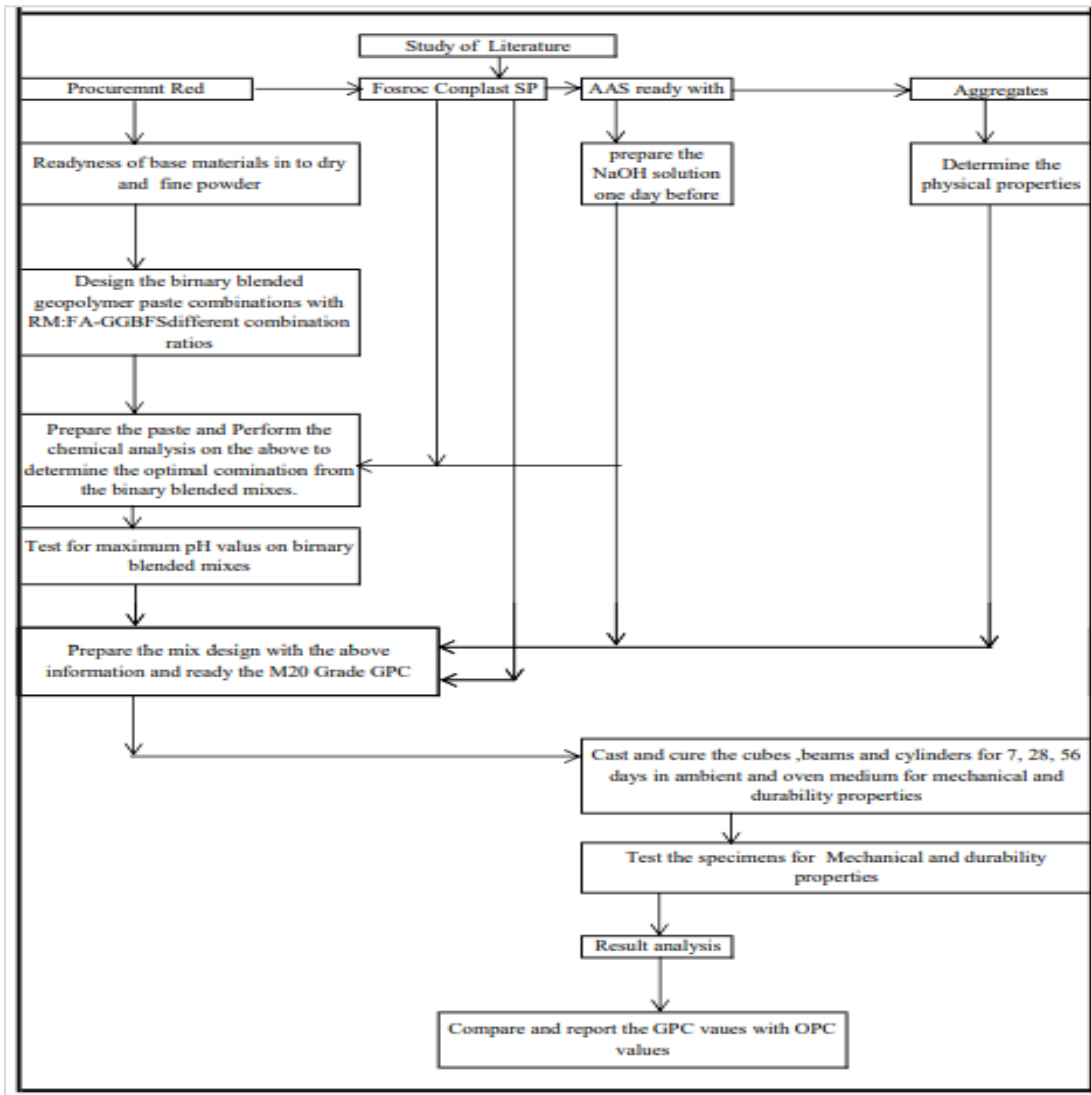 Study of Literature
Procuremnt Red
Fosroc Conplast SP
AAS ready with
Aggregates
Readyness of base materials in to dry
and fine powder
prepare the
NaOH solution
one day before
Determine the
physical properties
Design the birnary blended
geopolymer paste combinations with
RM:FA-GGBFSdifferent combination
ratios
Prepare the paste and Perform the
chemical analysis on the above to
determine the optimal comination from
the binary blended mixes.
Test for maximum pH valus on birnary
blended mixes
Prepare the mix design with the above
information and ready the M20 Grade GPC
Cast and cure the cubes ,beams and cylinders for 7, 28, 56
days in ambient and oven medium for mechanical and
durability properties
Test the specimens for Mechanical and durability
properties
Result analysis
Compare and report the GPC vaues with OPC
values